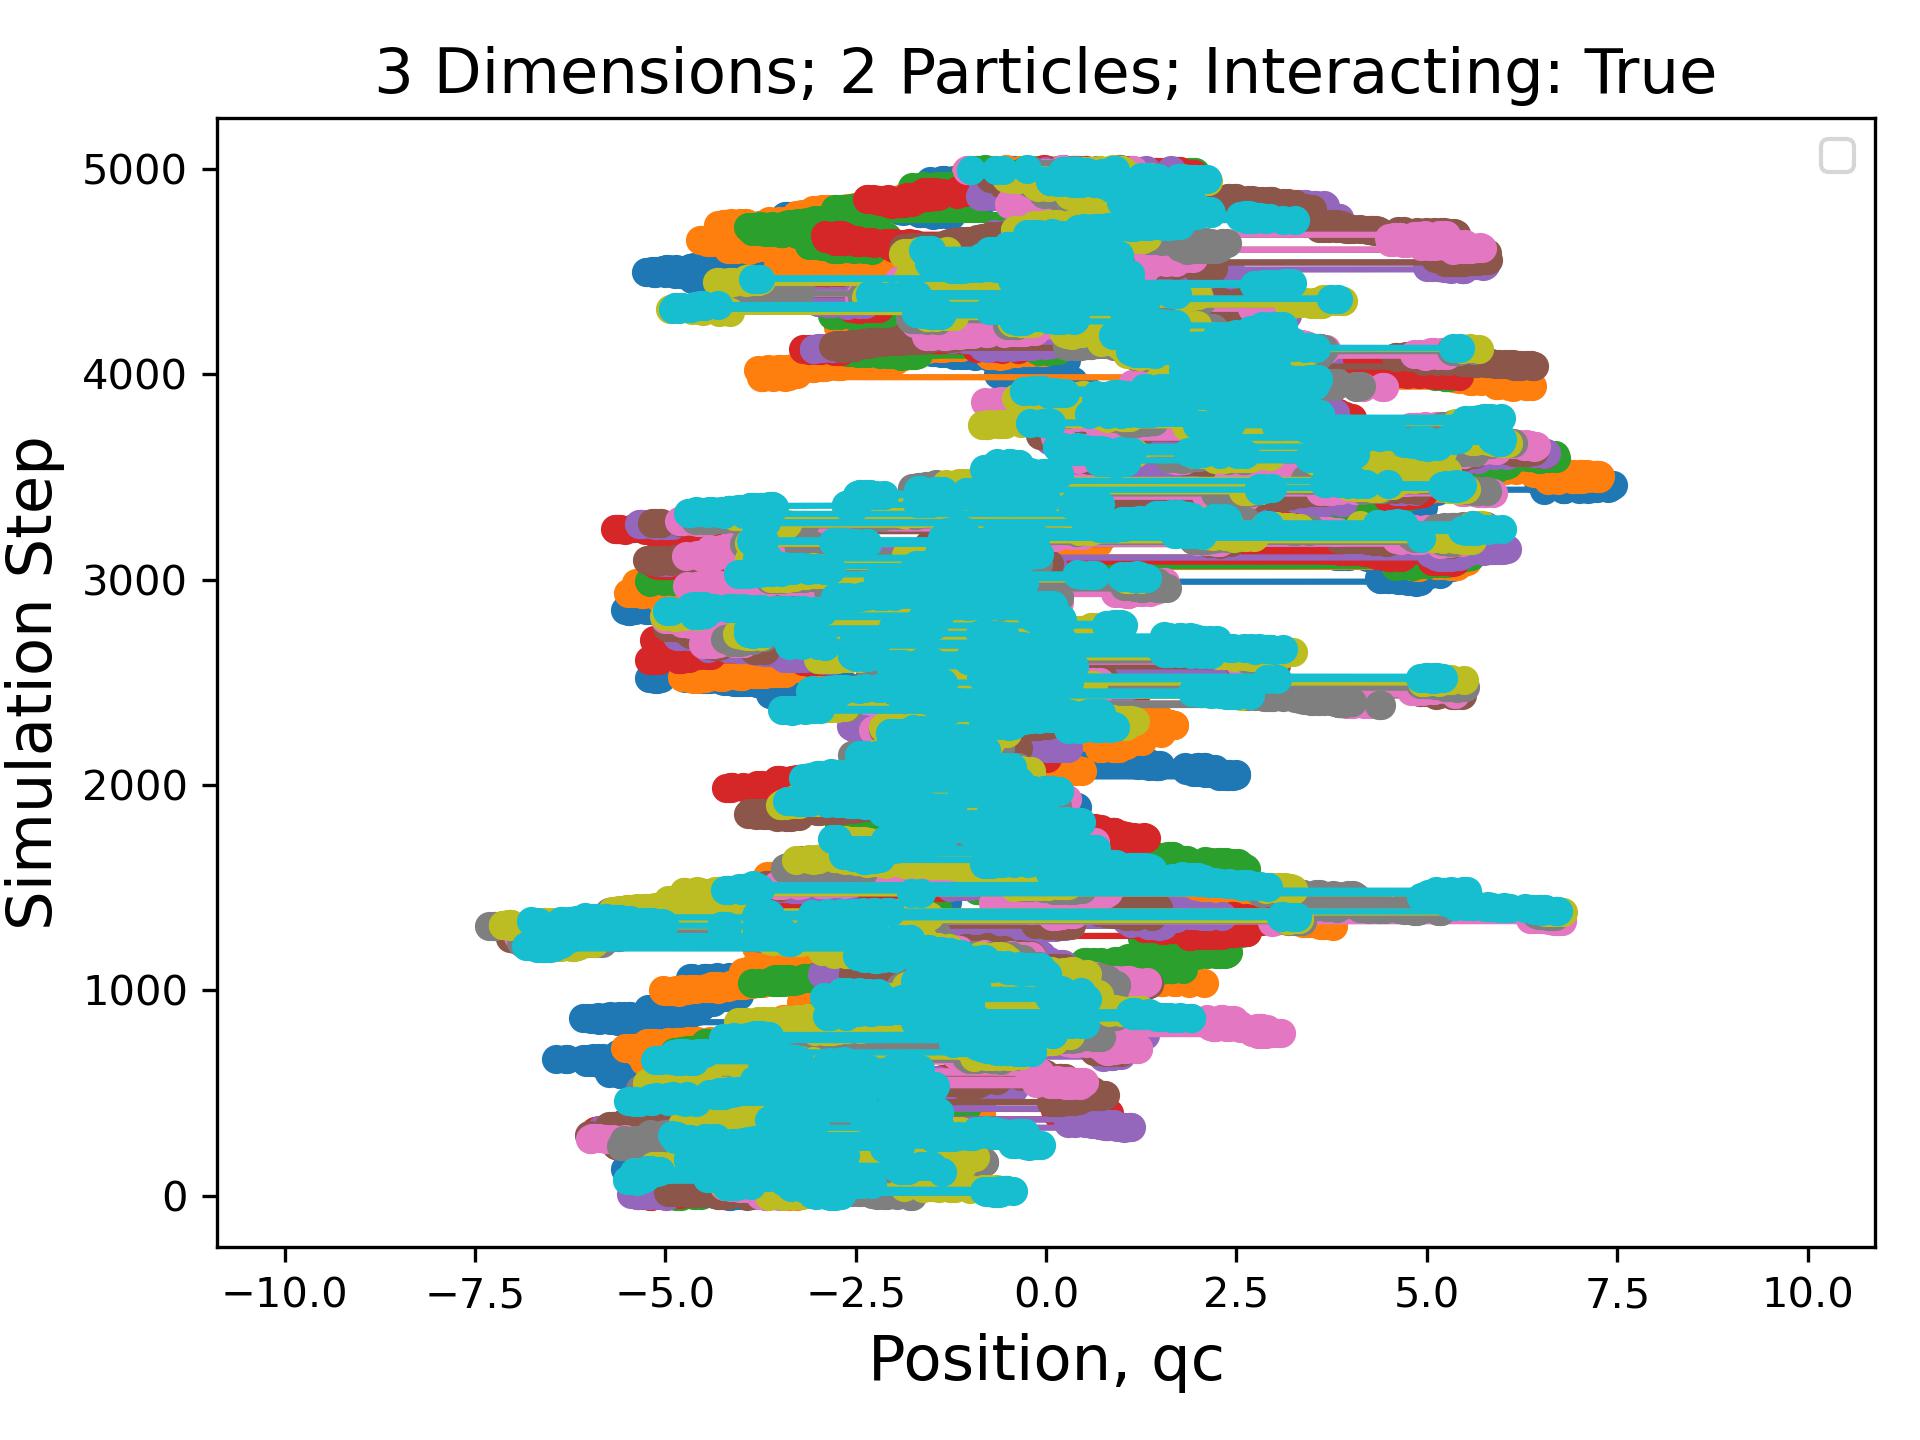 3 Dimensions; 2 Particles; Interacting: True
Simulation Step
5000
4000
3000
2000
1000
0
−10.0 −7.5 −5.0 −2.5 0.0 2.5 5.0 7.5 10.0
Position, qc